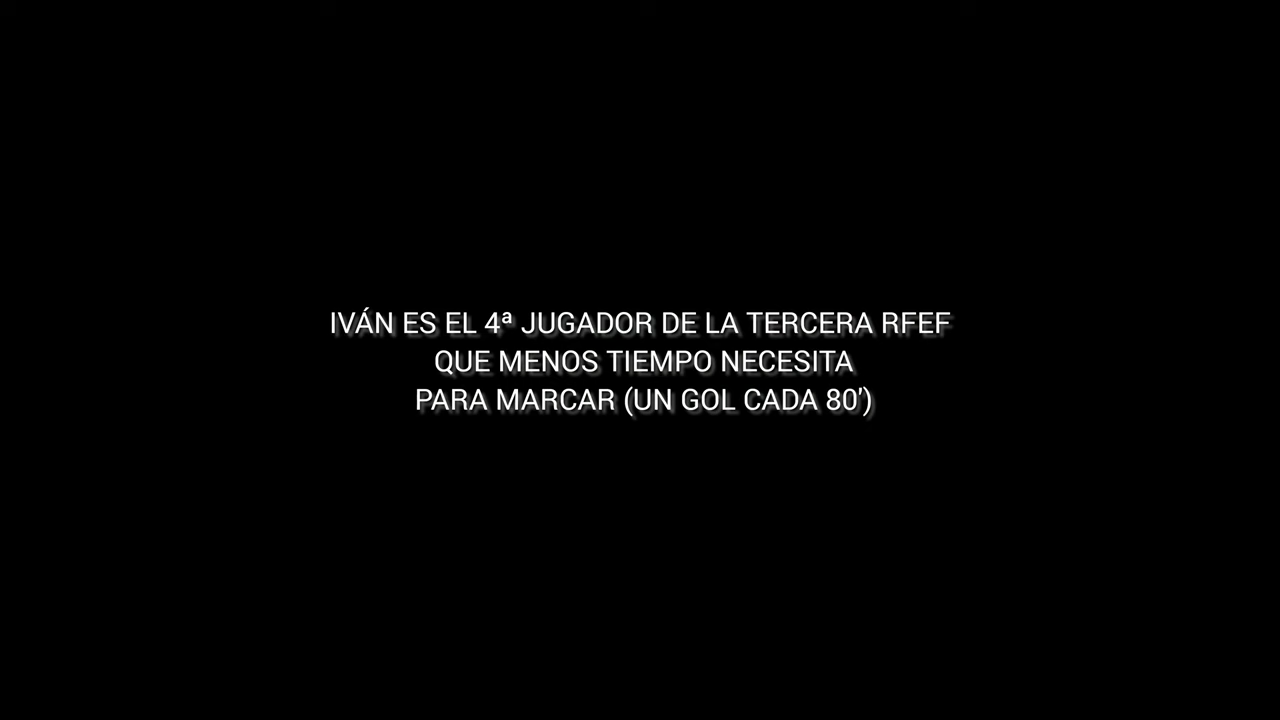 IVÁN ES EL 4ª JUGADOR DE LA TERCERA RFEF
QUE MENOS TIEMPO NECESITA
PARA MARCAR (UN GOL CADA 80')